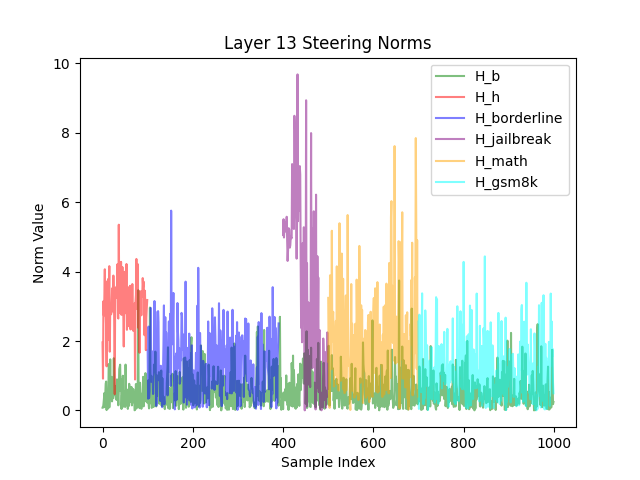 Layer 13 Steering Norms
10
8
6
4
2
0
Norm Value
H_b
H_h
H_borderline
H_jailbreak
H_math
H_gsm8k
0 200 400 600 800 1000
Sample Index